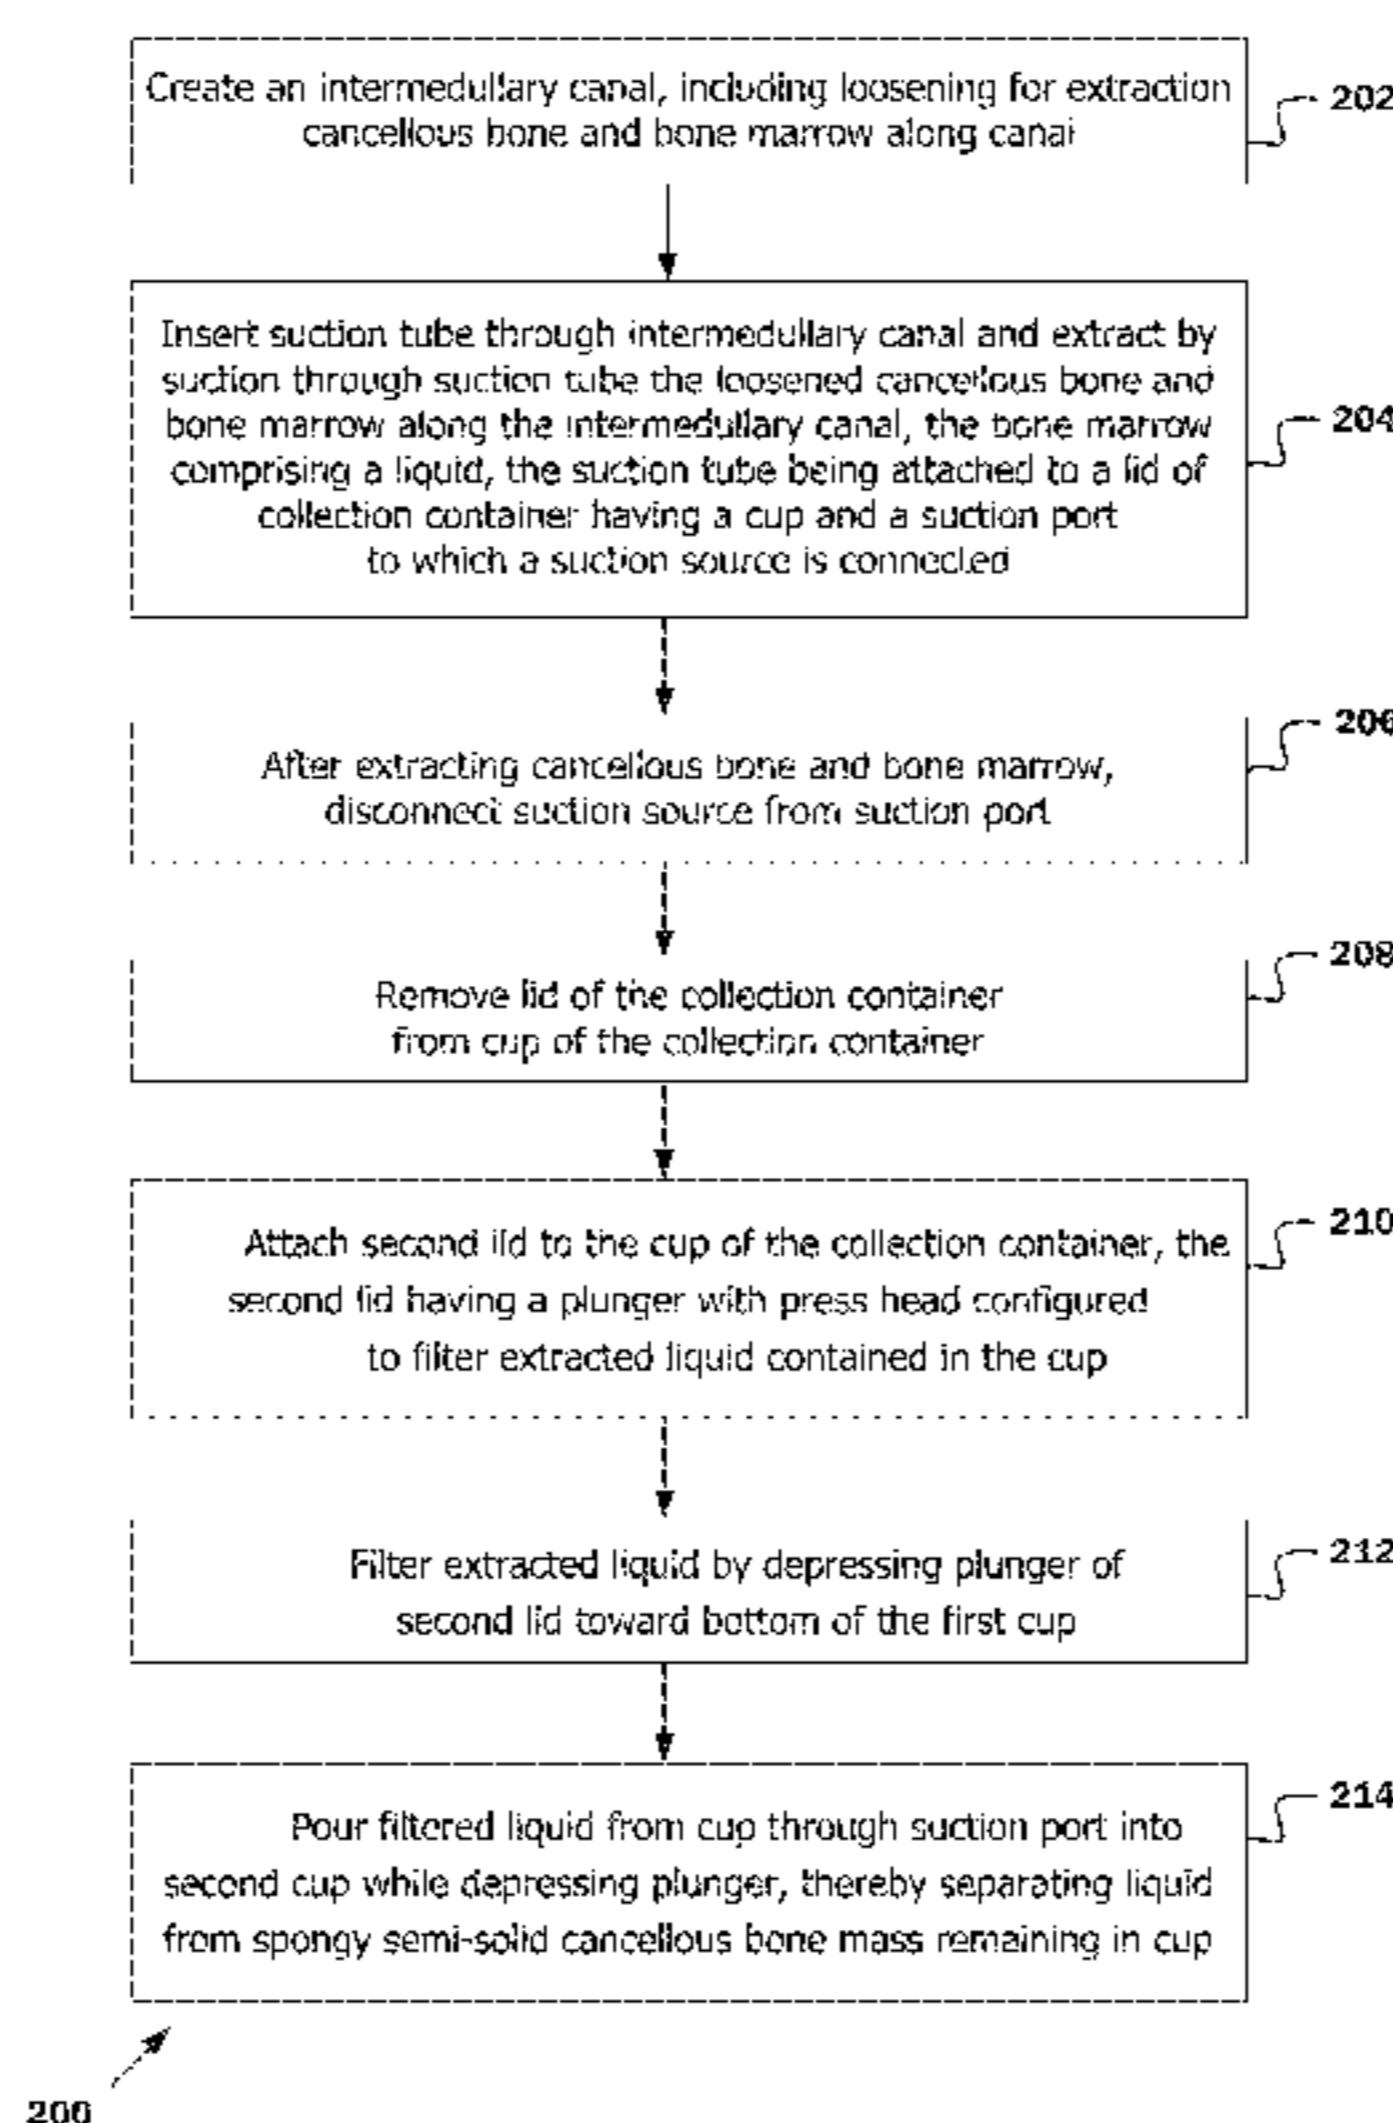 Create an intermedullary canal, including loosening for extraction
cancellous bone and bone marrow along canal
202
Insert suction tube through intermedullary canal and extract by
suction through suction tube the loosened cancellous bone and
bone marrow along the intermedullary canal, the bone marrow
comprising a liquid, the suction tube being attached to a lid of
collection container having a cup and a suction port
to which a suction source is connected
204
After extracting cancellous bone and bone marrow,
disconnect suction source from suction port
206
Remove lid of the collection container
from cup of the collection container
208
Attach second lid to the cup of the collection container, the
second lid having a plunger with press head configured
to filter extracted liquid contained in the cup
210
Filter extracted liquid by depressing plunger of
second lid toward bottom of the first cup
212
Pour filtered liquid from cup through suction port into
second cup while depressing plunger, thereby separating liquid
from spongy semi-solid cancellous bone mass remaining in cup
214
200